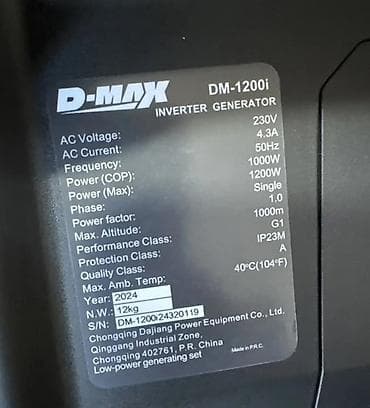 D-MAX DM-1200i
INVERTER GENERATOR
AC Voltage: 230V
AC Current: 4.3A
Frequency: 50Hz
Power (COP): 1000W
Power (Max): 1200W
Phase: Single
Power factor: 1.0
Max. Altitude: 1000m
Performance Class: G1
Protection Class: IP23M
Quality Class: A
Max. Amb. Temp: 40°C(104°F)
Year: 2024
N.W.: 12kg
S/N: DM-1200i24320119
Chongqing Dajiang Power Equipment Co., Ltd.
Qinggang Industrial Zone,
Chongqing 402761, P.R. China Made in P.R.C.
Low-power generating set